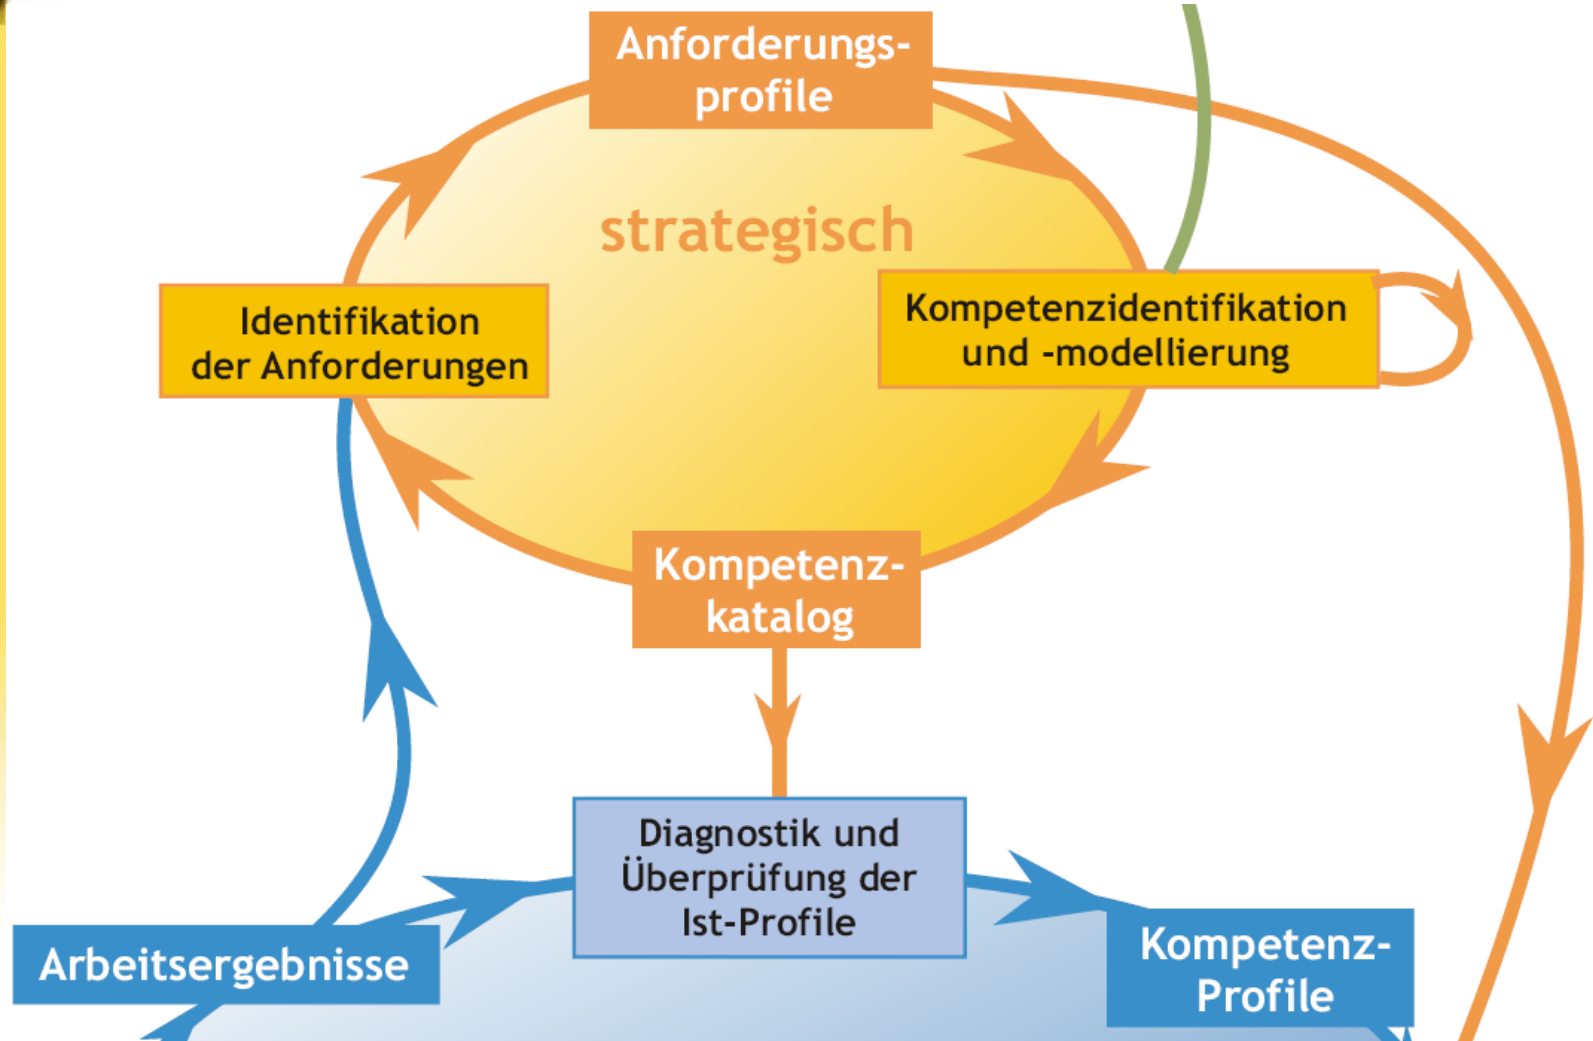 Anforderungs-
profile
strategisch
Identifikation
der Anforderungen
Kompetenzidentifikation
und -modellierung
Kompetenz-
katalog
Diagnostik und
Überprüfung der
Ist-Profile
Arbeitsergebnisse
Kompetenz-
Profile